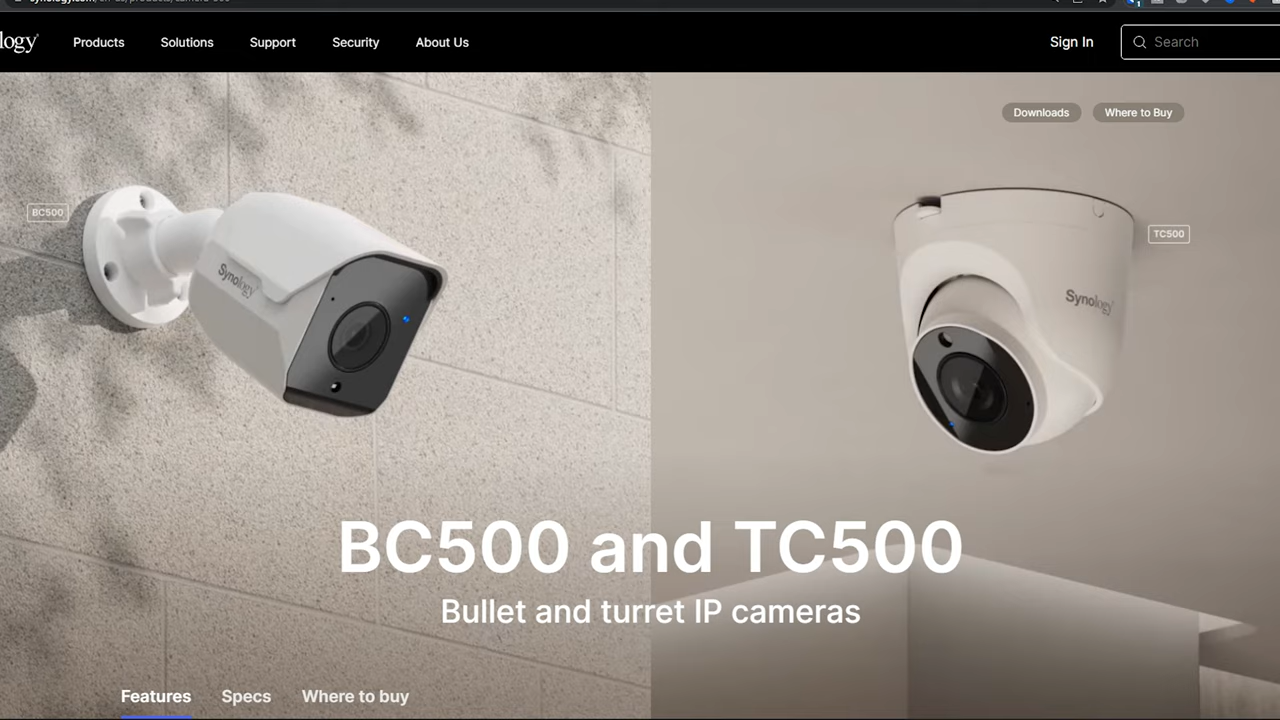 ology
Products
Solutions
Support
Security
About Us
Sign In
Search
Downloads
Where to Buy
BC500
Synology
TC500
Synology
BC500 and TC500
Bullet and turret IP cameras
Features
Specs
Where to buy